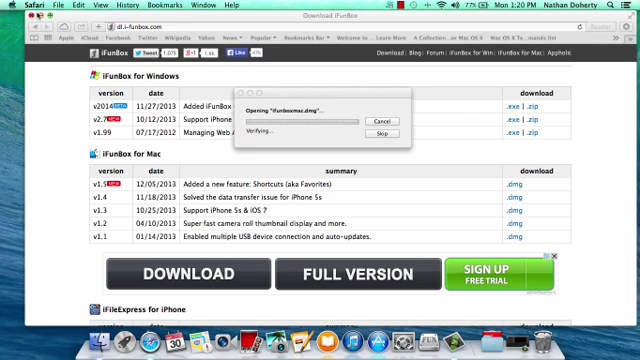 Safari File Edit View History Bookmarks Window Help
77% Mon 1:20 PM Nathan Doherty
Download iFunBox
dl.i-funbox.com
Apple iCloud Facebook Twitter Wikipedia Yahoo News Popular Bookmarks Bar
iFunBox Tweet 1,075 +1 Like
Download | Blog | Forum | iFunBox for Win | iFunBox for Mac | Appholic
iFunBox for Windows
version date download
v2014 BETA 11/27/2013 Added iFunBox .exe | .zip
v2.7 NEW 10/12/2013 Support iPhone .exe | .zip
v1.99 07/17/2012 Managing Web A .exe | .zip
Opening "ifunboxmac.dmg"...
Cancel
Verifying... Skip
iFunBox for Mac
version date summary download
v1.5 NEW 12/05/2013 Added a new feature: Shortcuts (aka Favorites) .dmg
v1.4 11/18/2013 Solved the data transfer issue for iPhone 5s .dmg
v1.3 10/25/2013 Support iPhone 5s & iOS 7 .dmg
v1.2 04/10/2013 Super fast camera roll thumbnail display and more. .dmg
v1.1 01/14/2013 Enabled multiple USB device connection and auto-updates. .dmg
DOWNLOAD FULL VERSION SIGN UP
FREE TRIAL
iFileExpress for iPhone
30